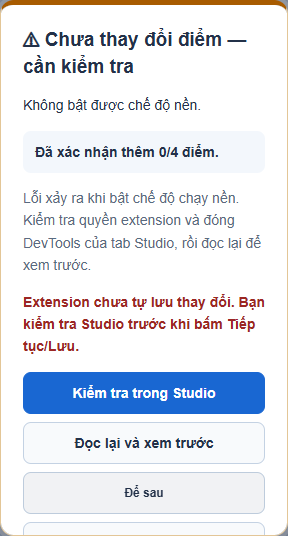 ⚠ Chưa thay đổi điểm —
cần kiểm tra
Không bật được chế độ nền.
Đã xác nhận thêm 0/4 điểm.
Lỗi xảy ra khi bật chế độ chạy nền.
Kiểm tra quyền extension và đóng
DevTools của tab Studio, rồi đọc lại để
xem trước.
Extension chưa tự lưu thay đổi. Bạn
kiểm tra Studio trước khi bấm Tiếp
tục/Lưu.
Kiểm tra trong Studio
Đọc lại và xem trước
Để sau